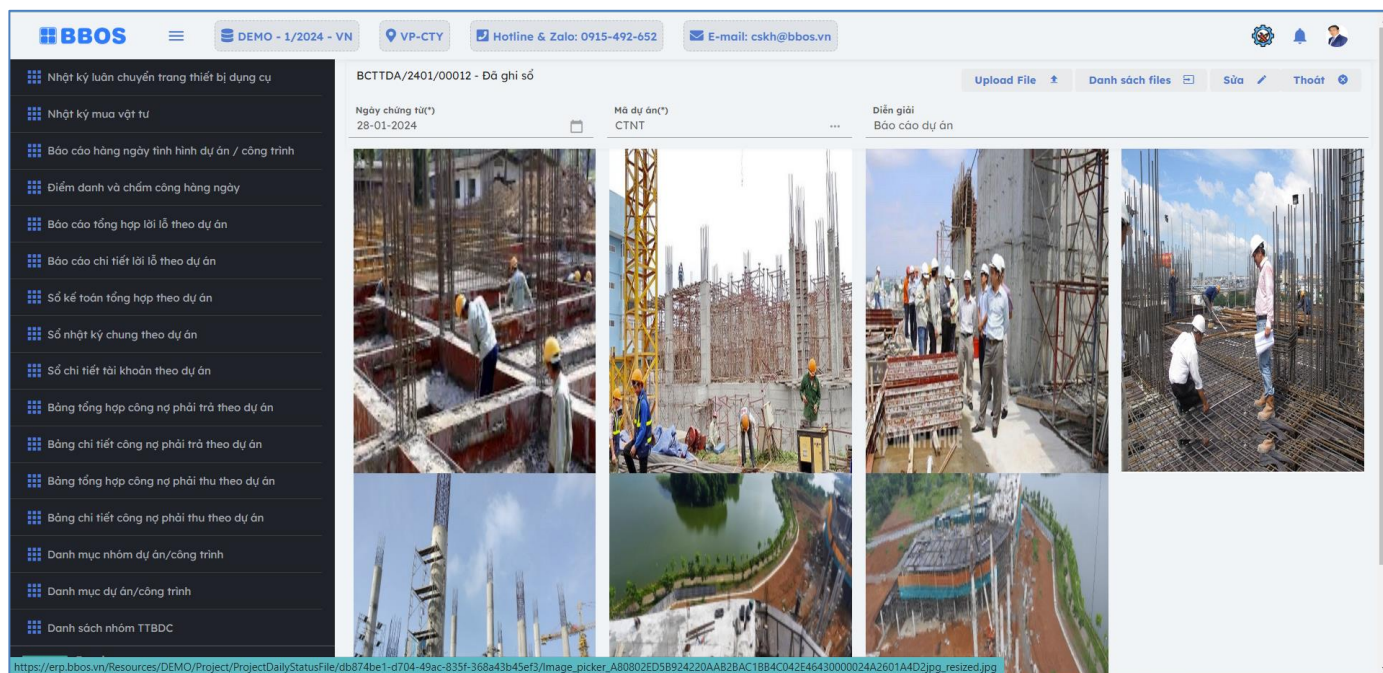 BBOS
DEMO - 1/2024 - VN
VP-CTY
Hotline & Zalo: 0915-492-652
E-mail: cskh@bbos.vn
Nhật ký luân chuyển trang thiết bị dụng cụ
Nhật ký mua vật tư
Báo cáo hàng ngày tình hình dự án / công trình
Điểm danh và chấm công hàng ngày
Báo cáo tổng hợp lời lỗ theo dự án
Báo cáo chi tiết lời lỗ theo dự án
Sổ kế toán tổng hợp theo dự án
Sổ nhật ký chung theo dự án
Sổ chi tiết tài khoản theo dự án
Bảng tổng hợp công nợ phải trả theo dự án
Bảng chi tiết công nợ phải trả theo dự án
Bảng tổng hợp công nợ phải thu theo dự án
Bảng chi tiết công nợ phải thu theo dự án
Danh mục nhóm dự án/công trình
Danh mục dự án/công trình
Danh sách nhóm TTBDC
BCTTDA/2401/00012 - Đã ghi sổ
Upload File
Danh sách files
Sửa
Thoát
Ngày chứng từ(*)
28-01-2024
Mã dự án(*)
CTNT
...
Diễn giải
Báo cáo dự án
https://erp.bbos.vn/Resources/DEMO/Project/ProjectDailyStatusFile/db874be1-d704-49ac-835f-368a43b45ef3/Image_picker_A80802ED5B924220AAB2BAC1BB4C042E46430000024A2601A4D2jpg_resized.jpg